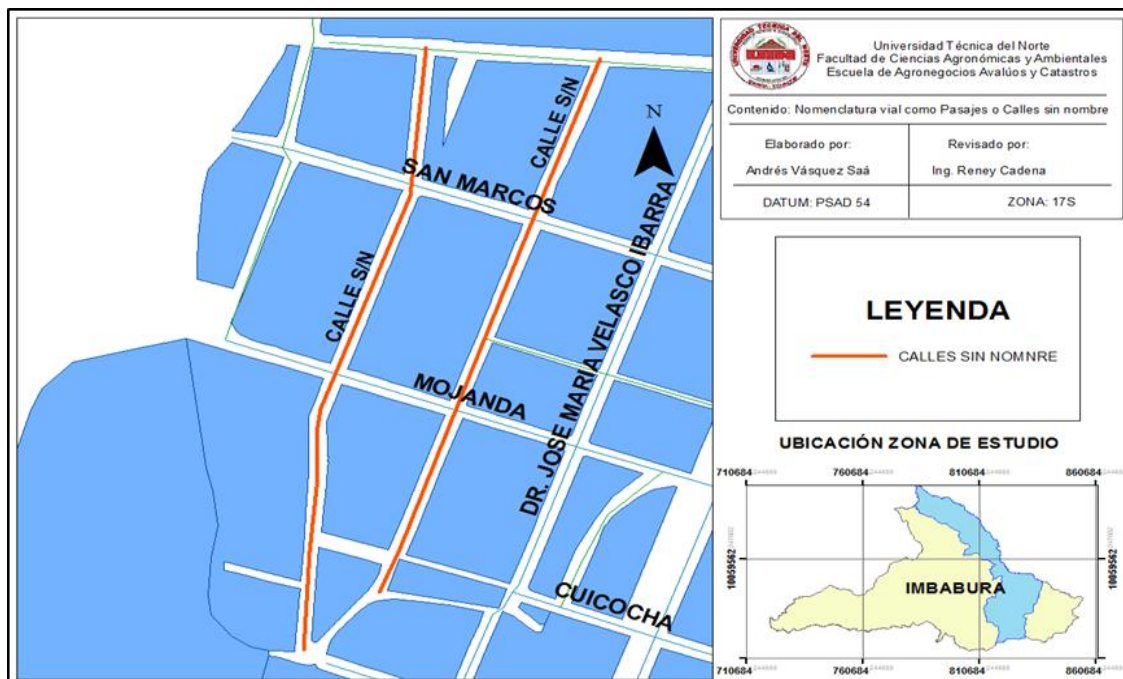 CALLE S/N
SAN MARCOS
CALLE S/N
DR. JOSE MARIA VELASCO IBARRA
MOJANDA
CUICOCHA
N
Universidad Técnica del Norte
Facultad de Ciencias Agronómicas y Ambientales
Escuela de Agronegocios Avalúos y Catastros
Contenido: Nomenclatura vial como Pasajes o Calles sin nombre
Elaborado por:
Andrés Vásquez Saá
Revisado por:
Ing. Reney Cadena
DATUM: PSAD 54
ZONA: 17S
LEYENDA
CALLES SIN NOMNRE
UBICACIÓN ZONA DE ESTUDIO
710684 760684 810684 860684
10059562 10059562
IMBABURA
710684 760684 810684 860684